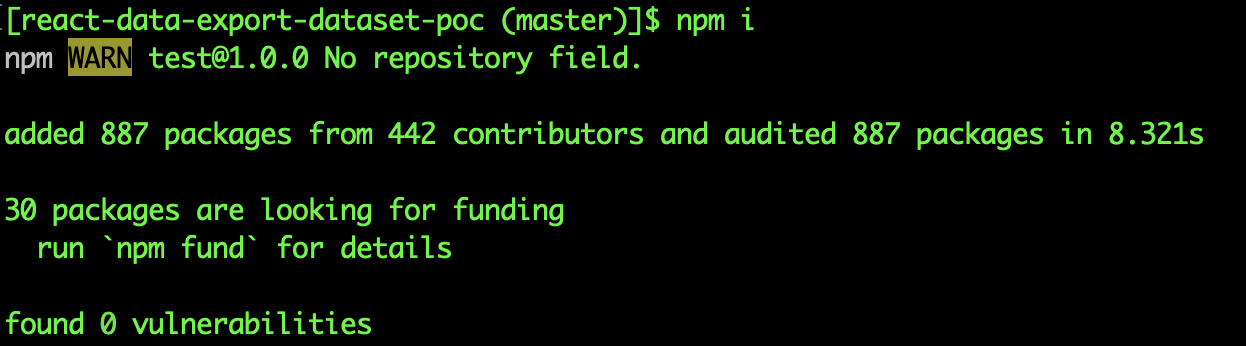 [react-data-export-dataset-poc (master)]$ npm i
npm WARN test@1.0.0 No repository field.
added 887 packages from 442 contributors and audited 887 packages in 8.321s
30 packages are looking for funding
  run `npm fund` for details
found 0 vulnerabilities